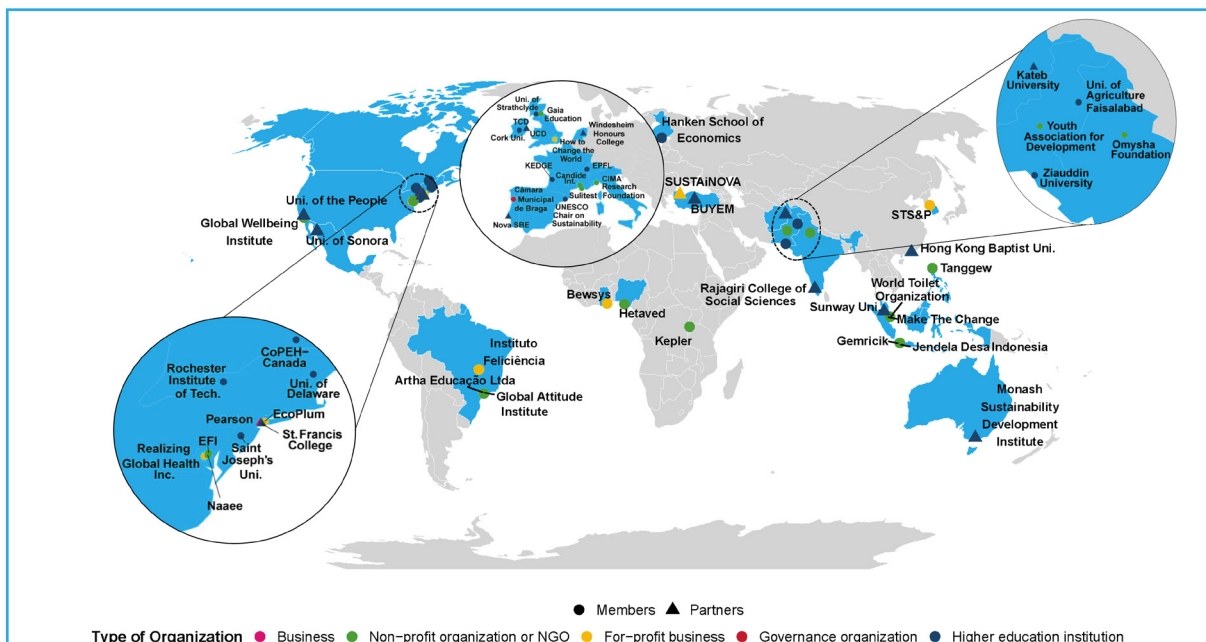 Uni. of
Strathclyde
Gaia
Education
TCD
UCD
Cork Uni.
Windesheim
Honours
College
How to
Change the
World
KEDGE
EPFL
Candide
Int.
CIMA
Research
Foundation
Sulitest
Câmara
Municipal
de Braga
UNESCO
Chair on
Sustainability
Nova SBE
Hanken School of
Economics
Kateb
University
Uni. of
Agriculture
Faisalabad
Youth
Association for
Development
Omysha
Foundation
Ziauddin
University
SUSTAiNOVA
BUYEM
STS&P
Uni. of the People
Global Wellbeing
Institute
Uni. of Sonora
Hong Kong Baptist Uni.
Tanggew
World Toilet
Organization
Rajagiri College of
Social Sciences
Sunway Uni.
Make The Change
Bewsys
Hetaved
Kepler
Gemricik
Jendela Desa Indonesia
Instituto
Feliciência
Artha Educação Ltda
Global Attitude
Institute
Monash
Sustainability
Development
Institute
CoPEH-
Canada
Rochester
Institute
of Tech.
Uni. of
Delaware
Pearson
EcoPlum
St. Francis
College
EFI
Realizing
Global Health
Inc.
Saint
Joseph's
Uni.
Naaee
Members
Partners
Type of Organization
Business
Non-profit organization or NGO
For-profit business
Governance organization
Higher education institution